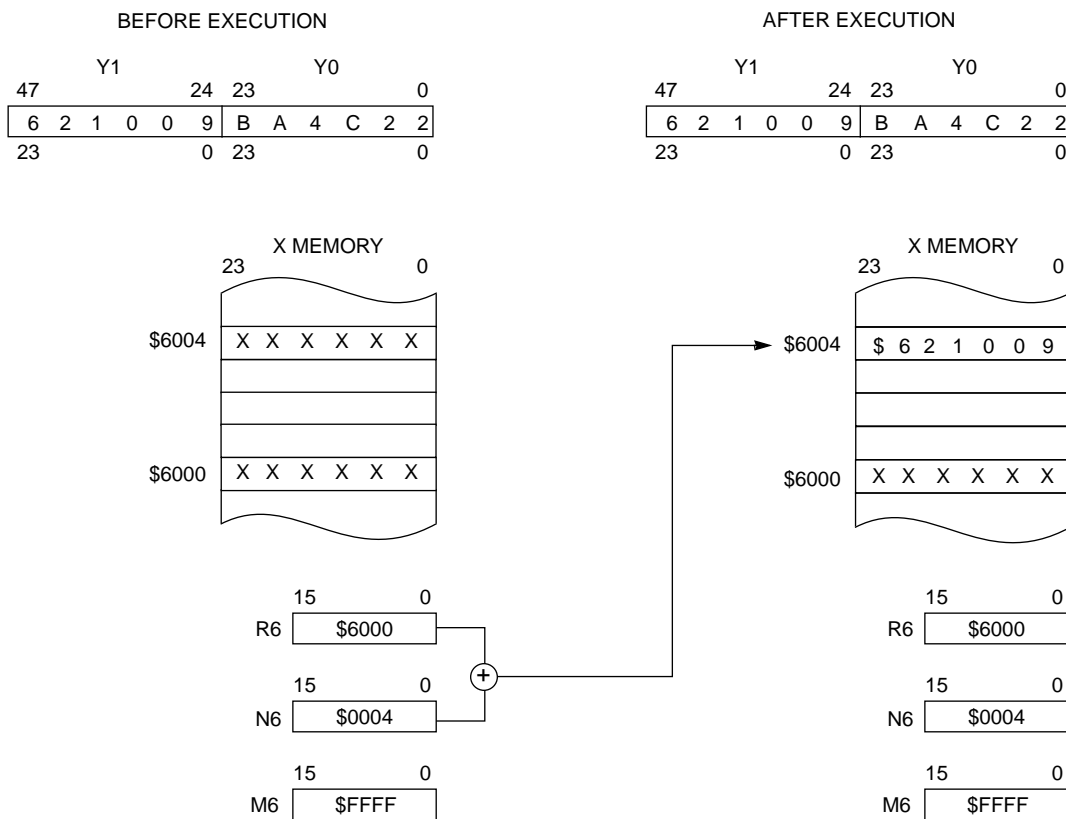 BEFORE EXECUTION AFTER EXECUTION
Y1 Y0 Y1 Y0
47 24 23 0 47 24 23 0
6 2 1 0 0 9 B A 4 C 2 2 6 2 1 0 0 9 B A 4 C 2 2
23 0 23 0 23 0 23 0
X MEMORY X MEMORY
23 0 23 0
$6004 X X X X X X $6004 $ 6 2 1 0 0 9
$6000 X X X X X X $6000 X X X X X X
15 0 15 0
R6 $6000 R6 $6000
+
15 0 15 0
N6 $0004 N6 $0004
15 0 15 0
M6 $FFFF M6 $FFFF